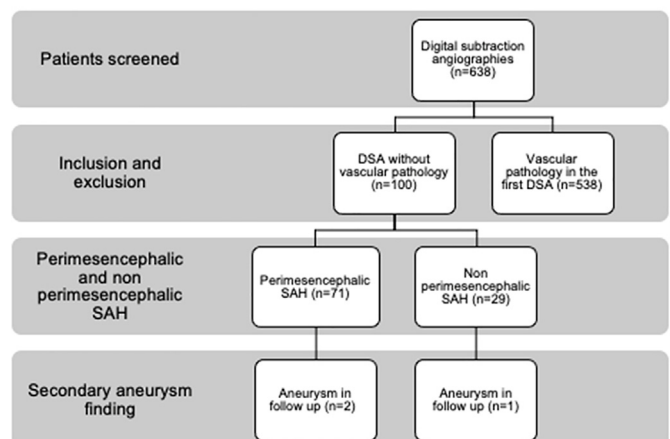 Patients screened
Digital subtraction
angiographies
(n=638)
Inclusion and
exclusion
DSA without
vascular pathology
(n=100)
Vascular
pathology in the
first DSA (n=538)
Perimesencephalic
and non
perimesencephalic
SAH
Perimesencephalic
SAH (n=71)
Non
perimesencephalic
SAH (n=29)
Secondary aneurysm
finding
Aneurysm in
follow up (n=2)
Aneurysm in
follow up (n=1)